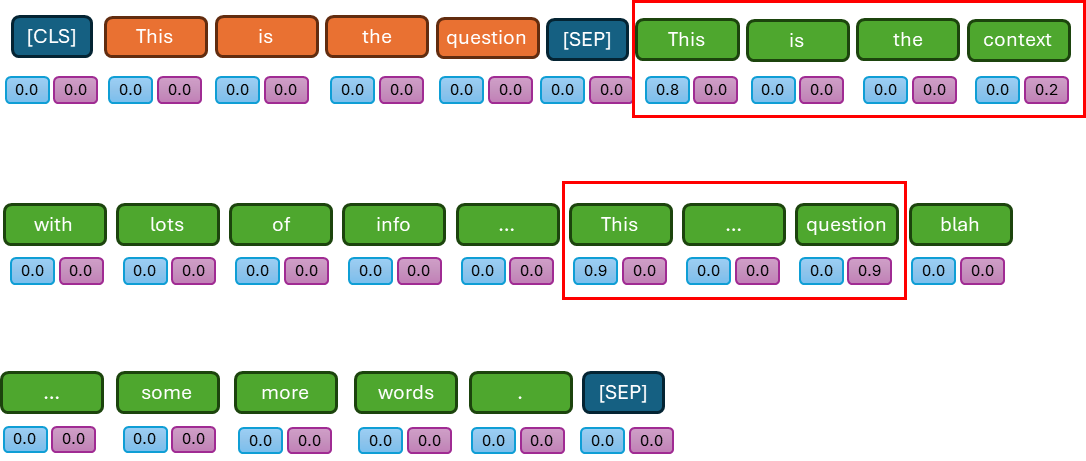 [CLS] This is the question [SEP] This is the context
0.0 0.0 0.0 0.0 0.0 0.0 0.0 0.0 0.0 0.0 0.0 0.0 0.8 0.0 0.0 0.0 0.0 0.0 0.0 0.2
with lots of info ... This ... question blah
0.0 0.0 0.0 0.0 0.0 0.0 0.0 0.0 0.0 0.0 0.9 0.0 0.0 0.0 0.0 0.9 0.0 0.0
... some more words . [SEP]
0.0 0.0 0.0 0.0 0.0 0.0 0.0 0.0 0.0 0.0 0.0 0.0